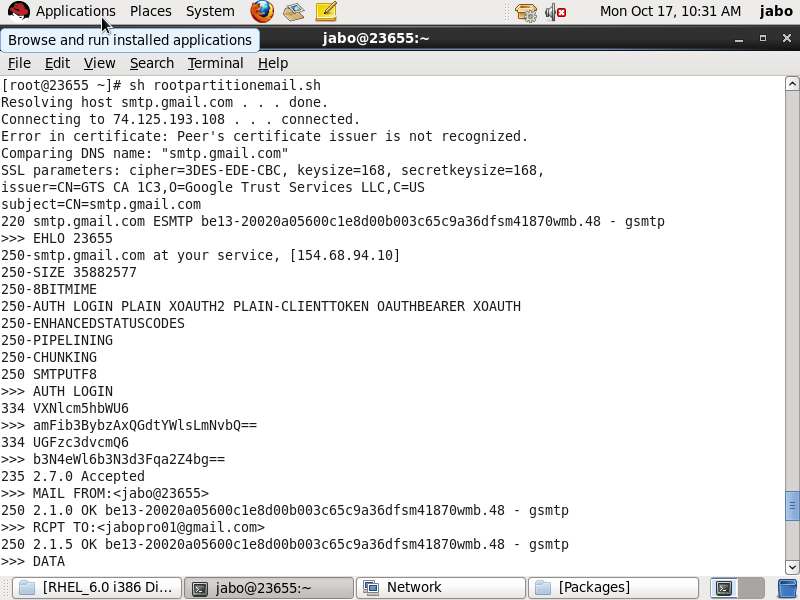 Applications Places System Mon Oct 17, 10:31 AM jabo
Browse and run installed applications
jabo@23655:~
File Edit View Search Terminal Help
[root@23655 ~]# sh rootpartitionemail.sh
Resolving host smtp.gmail.com . . . done.
Connecting to 74.125.193.108 . . . connected.
Error in certificate: Peer's certificate issuer is not recognized.
Comparing DNS name: "smtp.gmail.com"
SSL parameters: cipher=3DES-EDE-CBC, keysize=168, secretkeysize=168,
issuer=CN=GTS CA 1C3,O=Google Trust Services LLC,C=US
subject=CN=smtp.gmail.com
220 smtp.gmail.com ESMTP be13-20020a05600c1e8d00b003c65c9a36dfsm41870wmb.48 - gsmtp
>>> EHLO 23655
250-smtp.gmail.com at your service, [154.68.94.10]
250-SIZE 35882577
250-8BITMIME
250-AUTH LOGIN PLAIN XOAUTH2 PLAIN-CLIENTTOKEN OAUTHBEARER XOAUTH
250-ENHANCEDSTATUSCODES
250-PIPELINING
250-CHUNKING
250 SMTPUTF8
>>> AUTH LOGIN
334 VXNlcm5hbWU6
>>> amFib3BybzAxQGdtYWlsLmNvbQ==
334 UGFzc3dvcmQ6
>>> b3N4eWl6b3N3d3Fqa2Z4bg==
235 2.7.0 Accepted
>>> MAIL FROM:<jabo@23655>
250 2.1.0 OK be13-20020a05600c1e8d00b003c65c9a36dfsm41870wmb.48 - gsmtp
>>> RCPT TO:<jabopro01@gmail.com>
250 2.1.5 OK be13-20020a05600c1e8d00b003c65c9a36dfsm41870wmb.48 - gsmtp
>>> DATA
[RHEL_6.0 i386 Di... jabo@23655:~ Network [Packages]